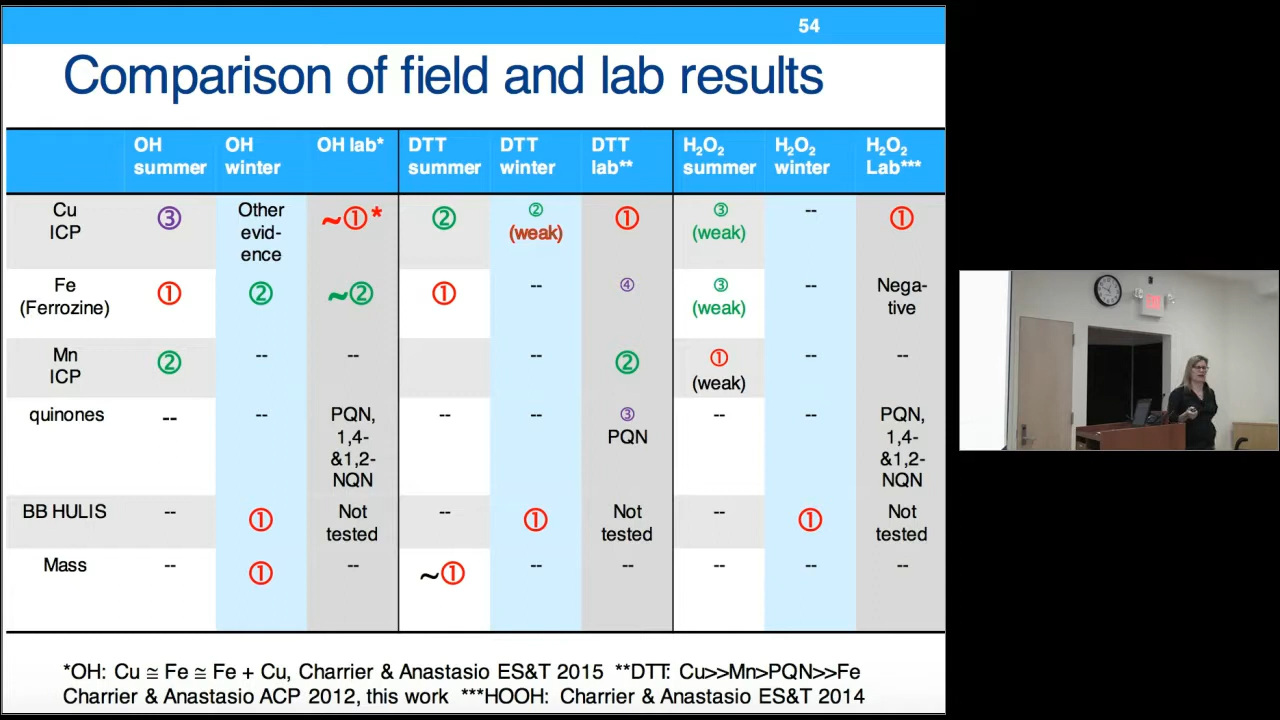 54
Comparison of field and lab results
OH summer	OH winter	OH lab*	DTT summer	DTT winter	DTT lab**	H₂O₂ summer	H₂O₂ winter	H₂O₂ Lab***
Cu ICP	③	Other evid-ence	~①*	②	② (weak)	①	③ (weak)	--	①
Fe (Ferrozine)	①	②	~②	①	--	④	③ (weak)	--	Nega-tive
Mn ICP	②	--	--		--	②	① (weak)	--	--
quinones	--	--	PQN, 1,4-&1,2-NQN	--	--	③ PQN	--	--	PQN, 1,4-&1,2-NQN
BB HULIS	--	①	Not tested	--	①	Not tested	--	①	Not tested
Mass	--	①	--	~①	--	--	--	--	--
*OH: Cu ≅ Fe ≅ Fe + Cu, Charrier & Anastasio ES&T 2015 **DTT: Cu>>Mn>PQN>>Fe
Charrier & Anastasio ACP 2012, this work ***HOOH: Charrier & Anastasio ES&T 2014